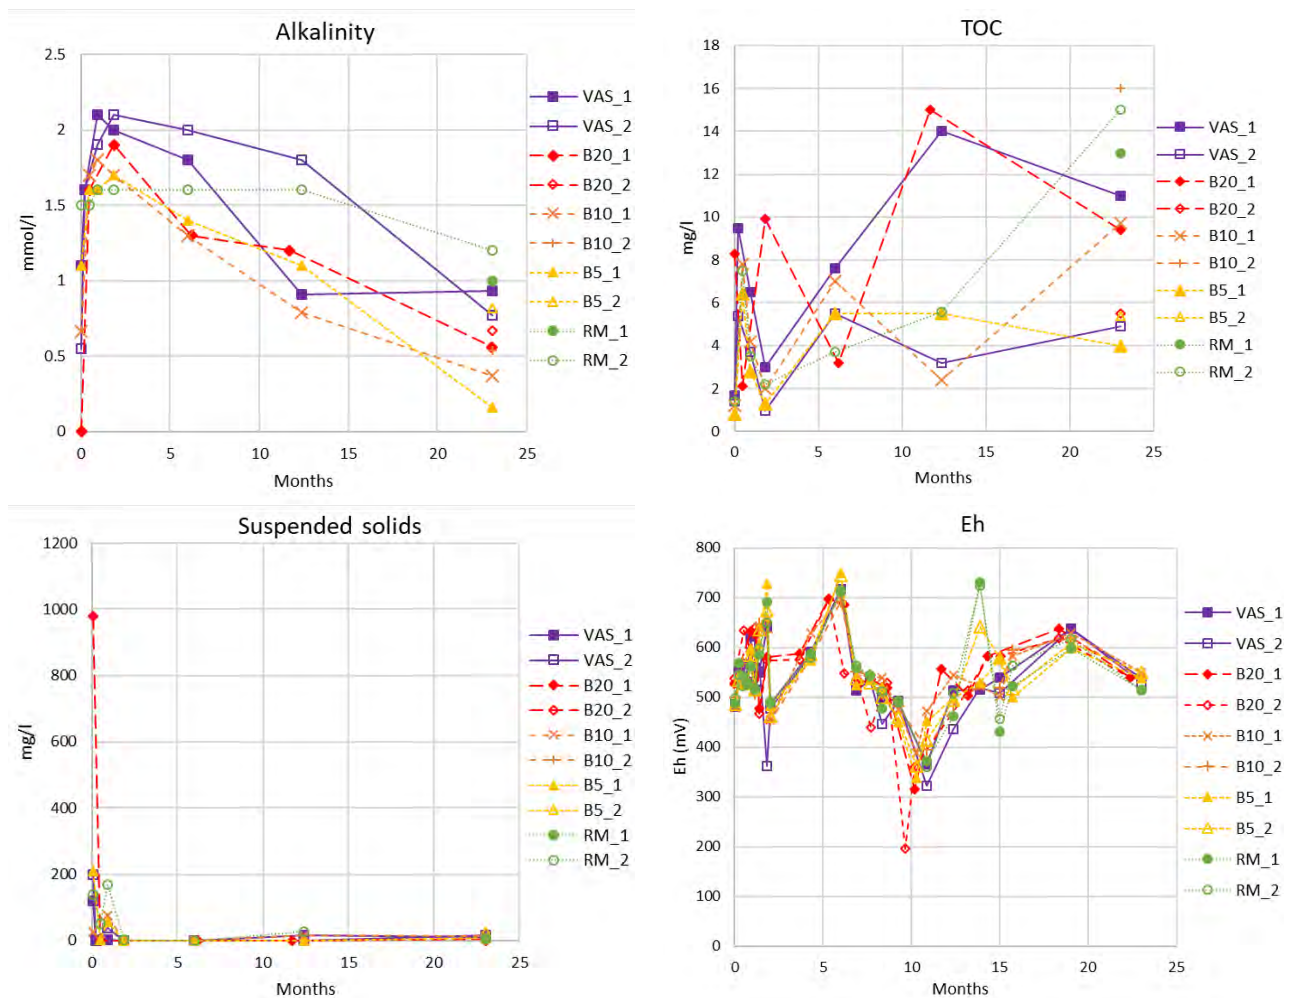 Alkalinity
2.5
2
1.5
1
0.5
0
mmol/l
0 5 10 15 20 25
Months
VAS_1
VAS_2
B20_1
B20_2
B10_1
B10_2
B5_1
B5_2
RM_1
RM_2
TOC
18
16
14
12
10
8
6
4
2
0
mg/l
0 5 10 15 20 25
Months
VAS_1
VAS_2
B20_1
B20_2
B10_1
B10_2
B5_1
B5_2
RM_1
RM_2
Suspended solids
1200
1000
800
600
400
200
0
mg/l
0 5 10 15 20 25
Months
VAS_1
VAS_2
B20_1
B20_2
B10_1
B10_2
B5_1
B5_2
RM_1
RM_2
Eh
800
700
600
500
400
300
200
100
0
Eh (mV)
0 5 10 15 20 25
Months
VAS_1
VAS_2
B20_1
B20_2
B10_1
B10_2
B5_1
B5_2
RM_1
RM_2